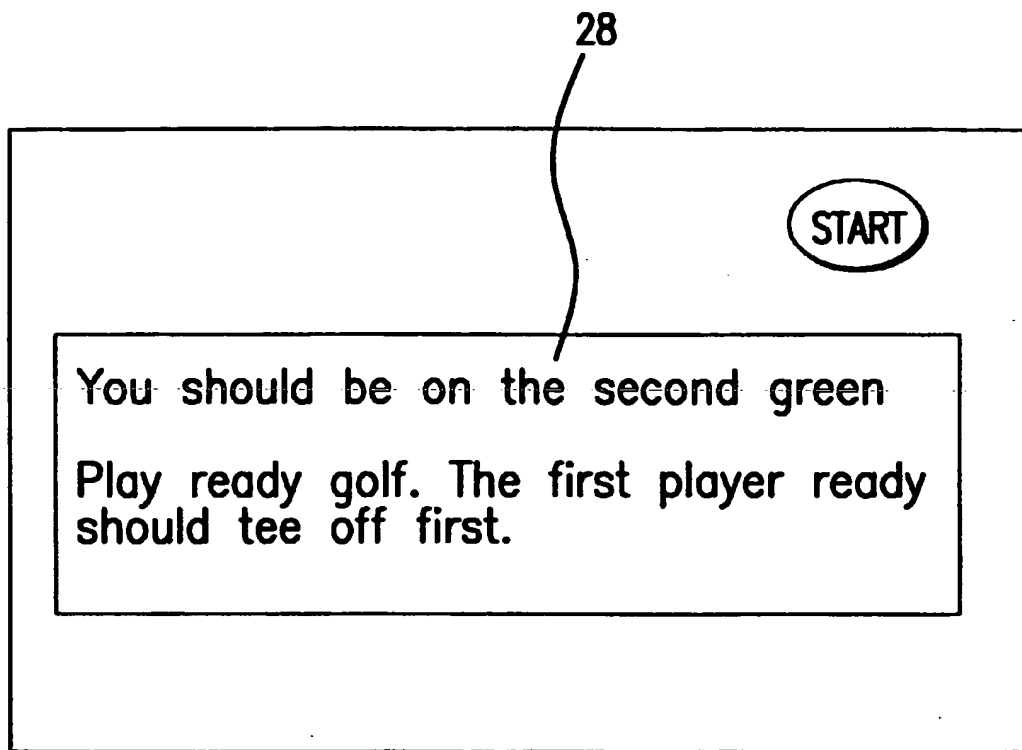 28
START
You should be on the second green
Play ready golf. The first player ready
should tee off first.